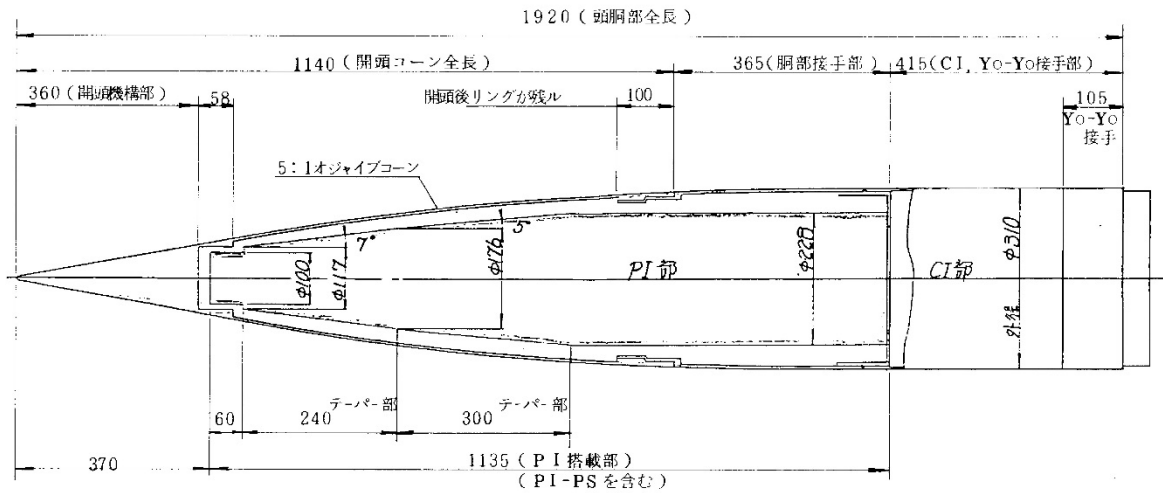 1920 (頭胴部全長)
1140 (開頭コーン全長)
365(胴部接手部)
415(CI, Yo-Yo接手部)
360 (開頭機構部)
58
開頭後リングが残ル
100
105
Yo-Yo
接手
5:1オジャイブコーン
7°
5°
φ100
φ117
φ176
PI部
φ228
CI部
φ310
外径
テーパー部
テーパー部
60
240
300
370
1135 (PI搭載部)
(PI-PSを含む)